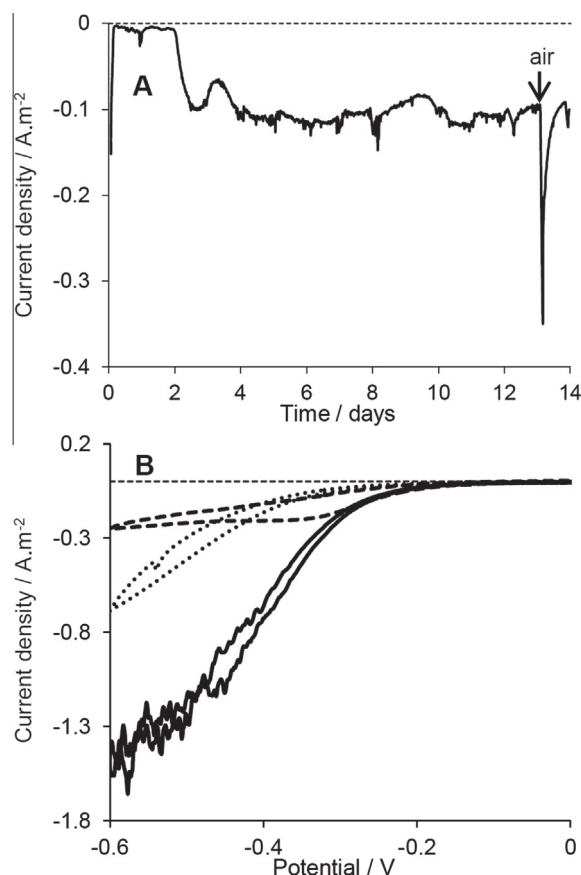 0
-0.1
-0.2
-0.3
-0.4
Current density / A.m-2
A
air
0 2 4 6 8 10 12 14
Time / days
0.2
-0.3
-0.8
-1.3
-1.8
Current density / A.m-2
B
-0.6 -0.4 -0.2 0
Potential / V